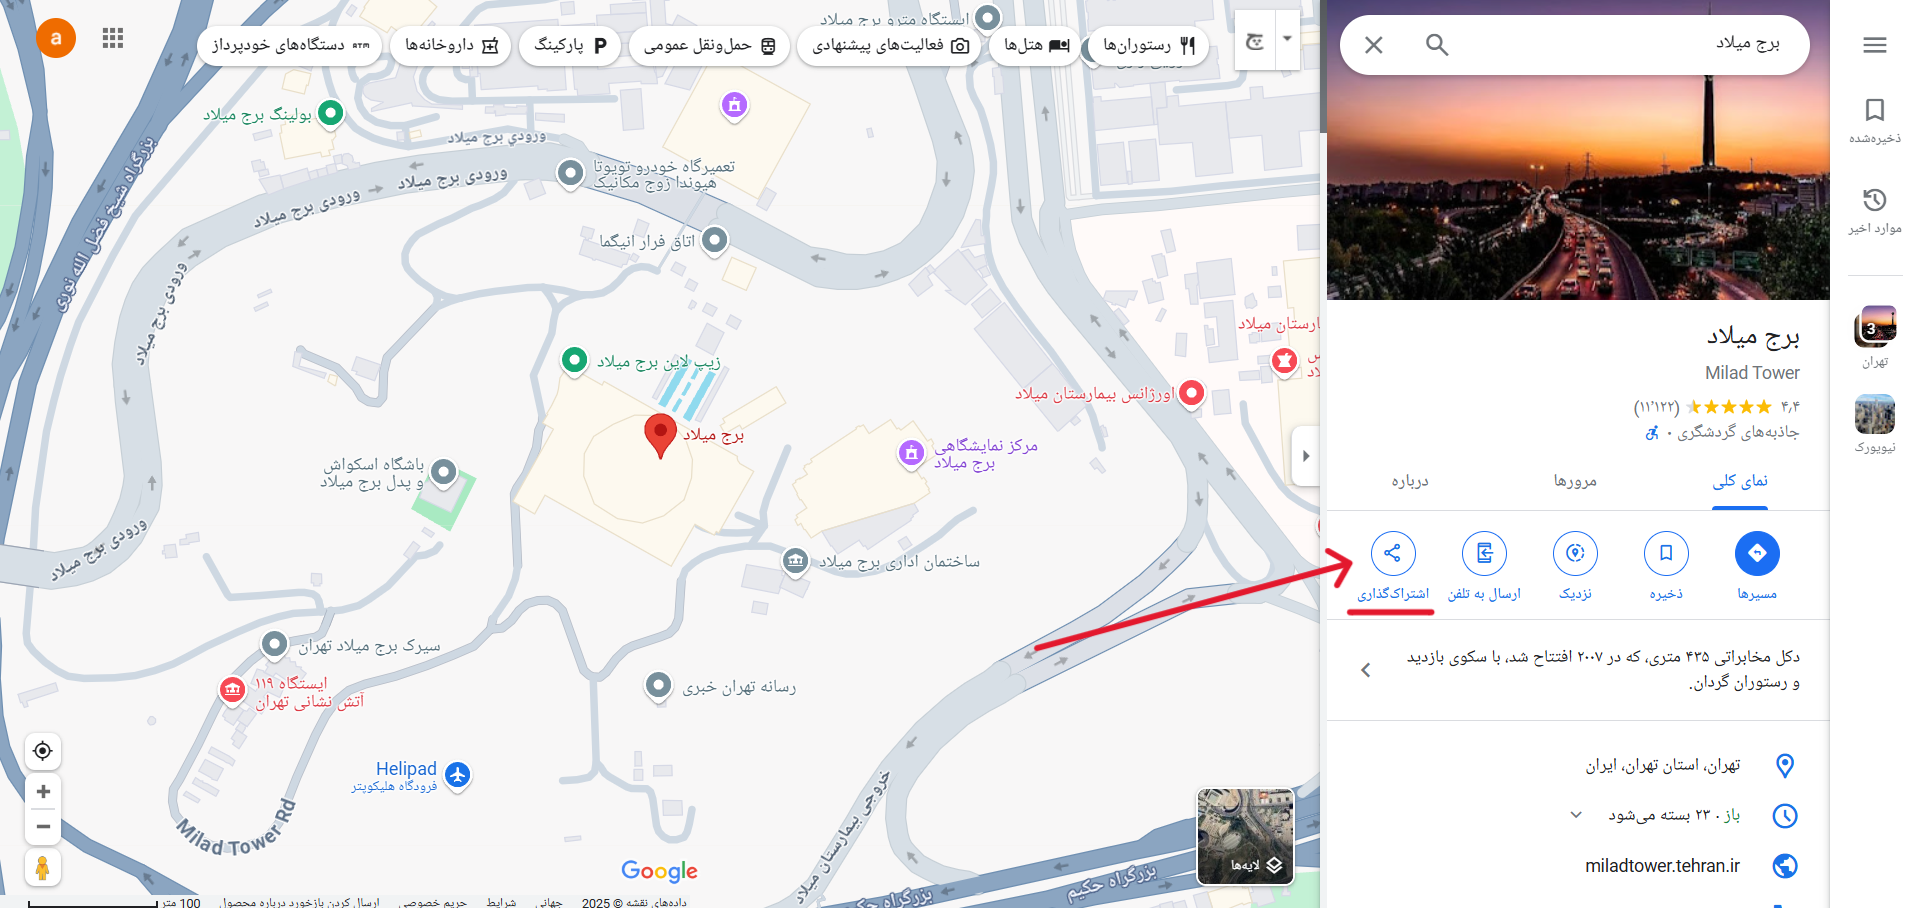 برج میلاد
ذخیره‌شده
موارد اخیر
3
تهران
نیویورک
برج میلاد
Milad Tower
۴٫۴ (۱۱٬۱۲۲)
جاذبه‌های گردشگری ·
نمای کلی
مرورها
درباره
مسیرها
ذخیره
نزدیک
ارسال به تلفن
اشتراک‌گذاری
دکل مخابراتی ۴۳۵ متری، که در ۲۰۰۷ افتتاح شد، با سکوی بازدید
و رستوران گردان.
تهران، استان تهران، ایران
باز · ۲۳ بسته می‌شود
miladtower.tehran.ir
رستوران‌ها
هتل‌ها
فعالیت‌های پیشنهادی
حمل‌ونقل عمومی
پارکینگ
داروخانه‌ها
دستگاه‌های خودپرداز
ATM
a
ایستگاه مترو برج میلاد
بولینگ برج میلاد
ورودی برج میلاد
ورودی برج میلاد
ورودی برج میلاد
ورودی برج میلاد
ورودی برج میلاد
بزرگراه شیخ فضل الله نوری
تعمیرگاه خودرو تویوتا
هیوندا زوج مکانیک
اتاق فرار انیگما
زیپ لاین برج میلاد
برج میلاد
اورژانس بیمارستان میلاد
مرکز نمایشگاهی
برج میلاد
باشگاه اسکواش
و پدل برج میلاد
ساختمان اداری برج میلاد
سیرک برج میلاد تهران
ایستگاه ۱۱۹
آتش نشانی تهران
رسانه تهران خبری
Helipad
فرودگاه هلیکوپتر
Milad Tower Rd
خروجی بیمارستان میلاد
بزرگراه حکیم
لایه‌ها
Google
داده‌های نقشه © 2025
جهانی
شرایط
حریم خصوصی
ارسال کردن بازخورد درباره محصول
100 متر